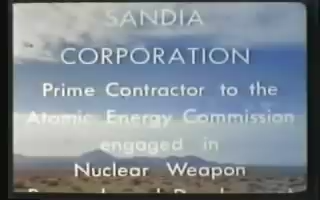 SANDIA
CORPORATION
Prime Contractor to the
Atomic Energy Commission
engaged in
Nuclear Weapon